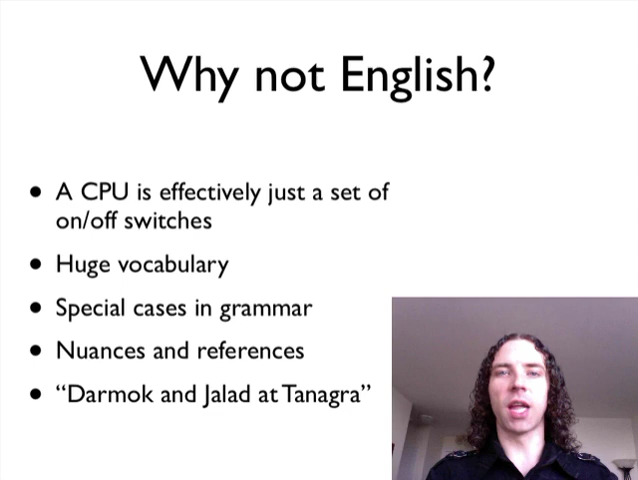 Why not English?
• A CPU is effectively just a set of
on/off switches
• Huge vocabulary
• Special cases in grammar
• Nuances and references
• “Darmok and Jalad at Tanagra”